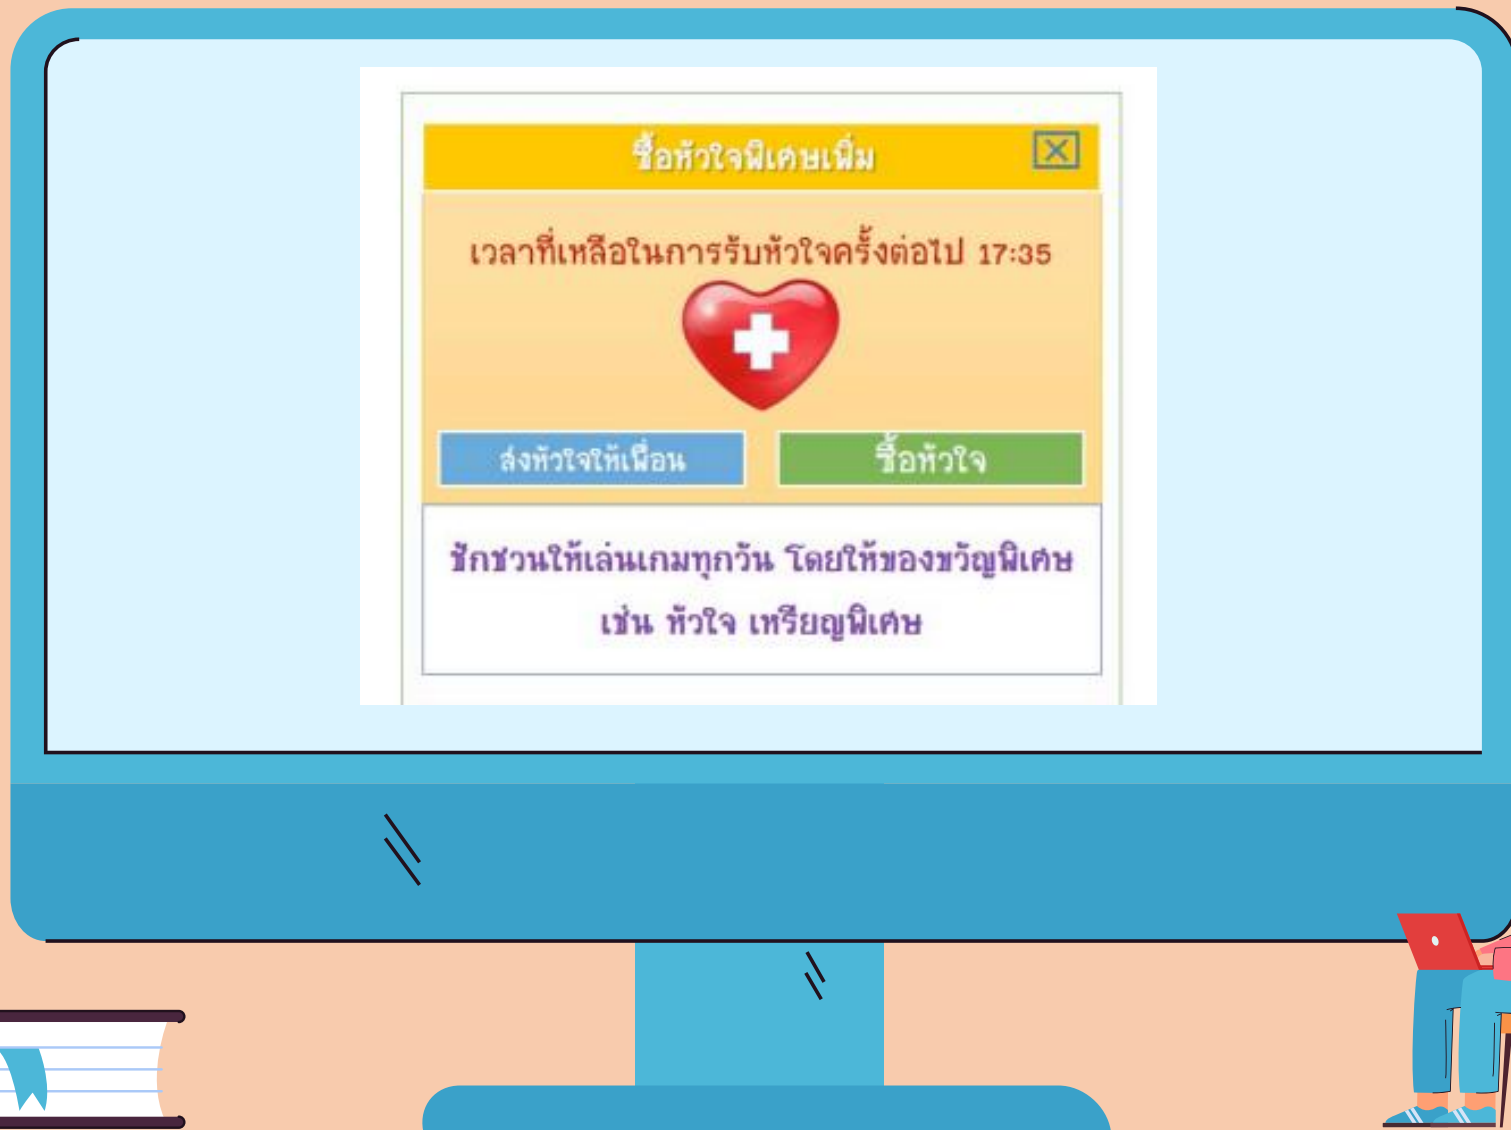 ซื้อหัวใจพิเศษเพิ่ม
เวลาที่เหลือในการรับหัวใจครั้งต่อไป 17:35
ส่งหัวใจให้เพื่อน
ซื้อหัวใจ
ชักชวนให้เล่นเกมทุกวัน โดยให้ของขวัญพิเศษ
เช่น หัวใจ เหรียญพิเศษ